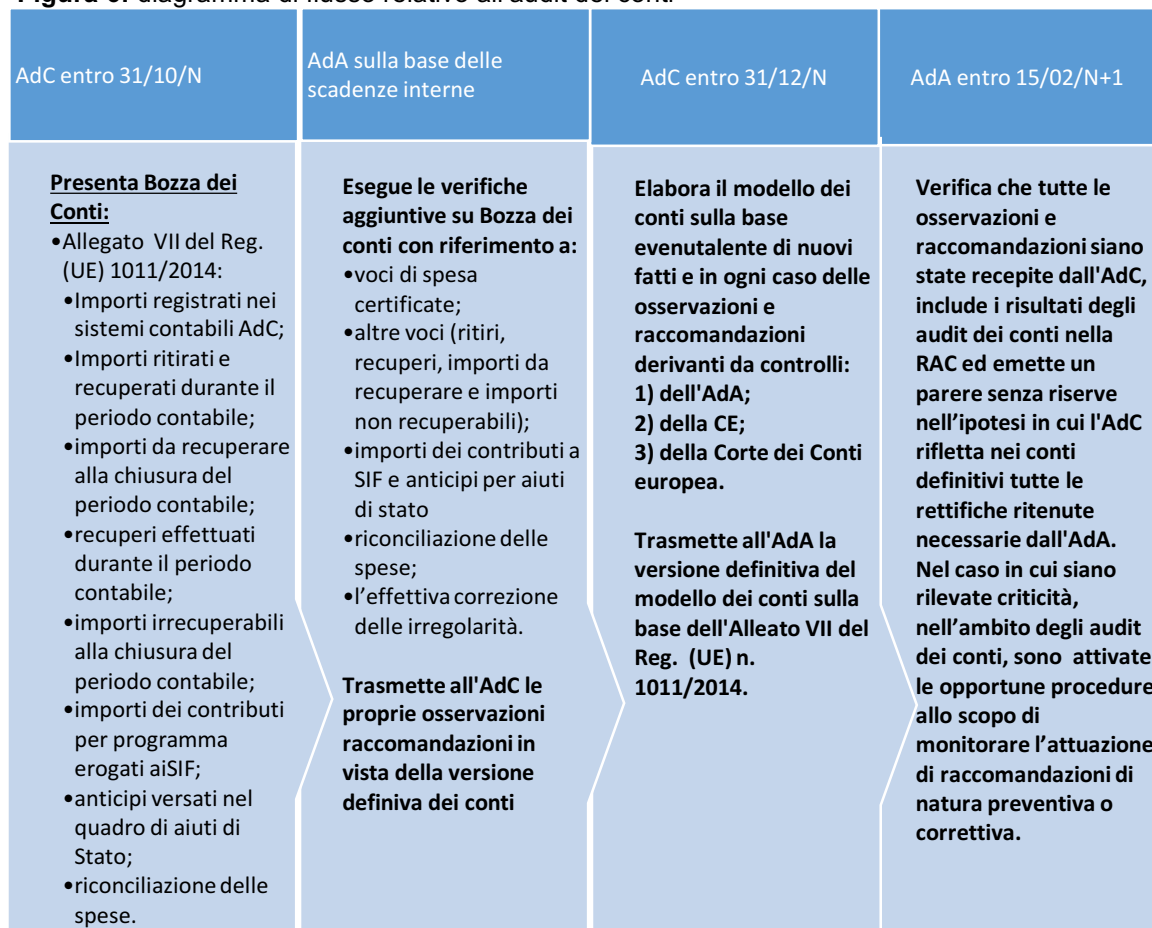 Figura 6: diagramma di flusso relativo all'audit dei conti
AdC entro 31/10/N
AdA sulla base delle
scadenze interne
AdC entro 31/12/N
AdA entro 15/02/N+1
Presenta Bozza dei
Conti:
•Allegato VII del Reg.
(UE) 1011/2014:
•Importi registrati nei
sistemi contabili AdC;
•Importi ritirati e
recuperati durante il
periodo contabile;
•importi da recuperare
alla chiusura del
periodo contabile;
•recuperi effettuati
durante il periodo
contabile;
•importi irrecuperabili
alla chiusura del
periodo contabile;
•importi dei contributi
per programma
erogati aiSIF;
•anticipi versati nel
quadro di aiuti di
Stato;
•riconciliazione delle
spese.
Esegue le verifiche
aggiuntive su Bozza dei
conti con riferimento a:
•voci di spesa
certificate;
•altre voci (ritiri,
recuperi, importi da
recuperare e importi
non recuperabili);
•importi dei contributi a
SIF e anticipi per aiuti
di stato
•riconciliazione delle
spese;
•l'effettiva correzione
delle irregolarità.
Trasmette all'AdC le
proprie osservazioni
raccomandazioni in
vista della versione
definiva dei conti
Elabora il modello dei
conti sulla base
evenutalente di nuovi
fatti e in ogni caso delle
osservazioni e
raccomandazioni
derivanti da controlli:
1) dell'AdA;
2) della CE;
3) della Corte dei Conti
europea.
Trasmette all'AdA la
versione definitiva del
modello dei conti sulla
base dell'Alleato VII del
Reg. (UE) n.
1011/2014.
Verifica che tutte le
osservazioni e
raccomandazioni siano
state recepite dall'AdC,
include i risultati degli
audit dei conti nella
RAC ed emette un
parere senza riserve
nell'ipotesi in cui l'AdC
rifletta nei conti
definitivi tutte le
rettifiche ritenute
necessarie dall'AdA.
Nel caso in cui siano
rilevate criticità,
nell'ambito degli audit
dei conti, sono attivate
le opportune procedure
allo scopo di
monitorare l'attuazione
di raccomandazioni di
natura preventiva o
correttiva.